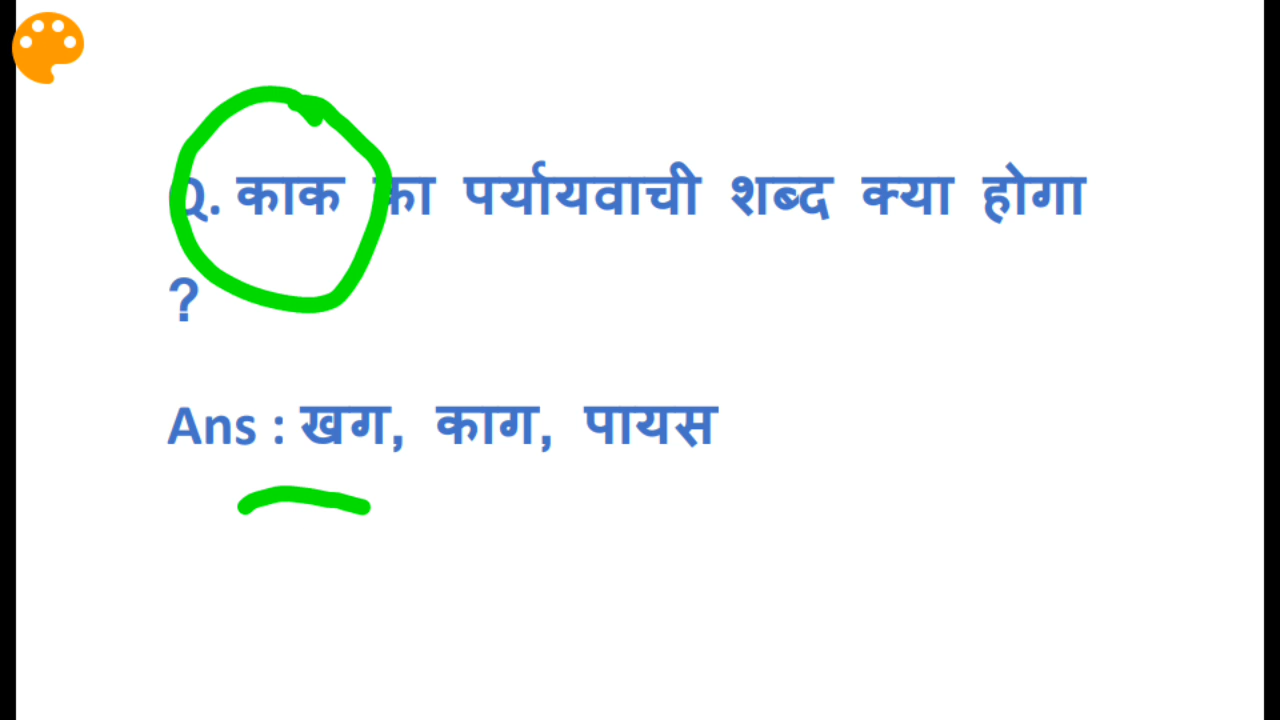 Q. काक का पर्यायवाची शब्द क्या होगा
?
Ans : खग, काग, पायस